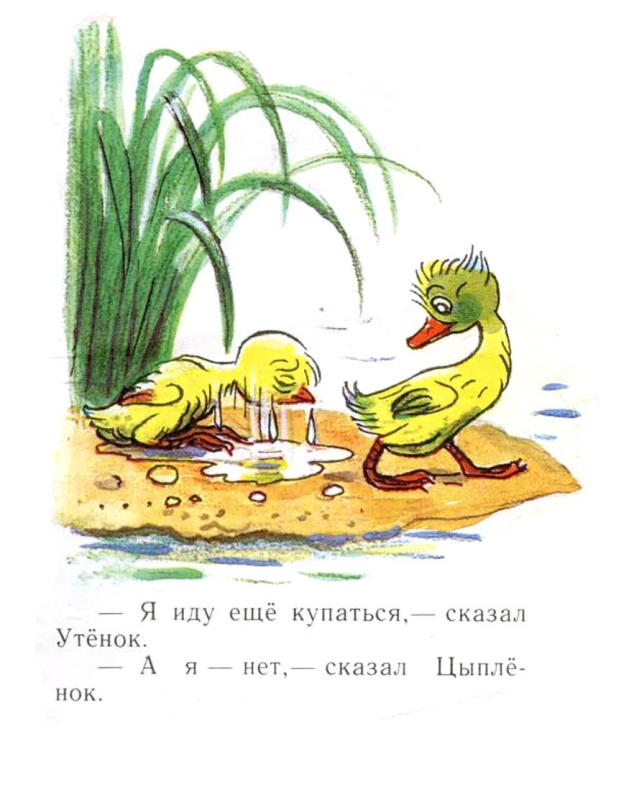 — Я иду ещё купаться,— сказал
Утёнок.
— А я — нет,— сказал Цыплё-
нок.